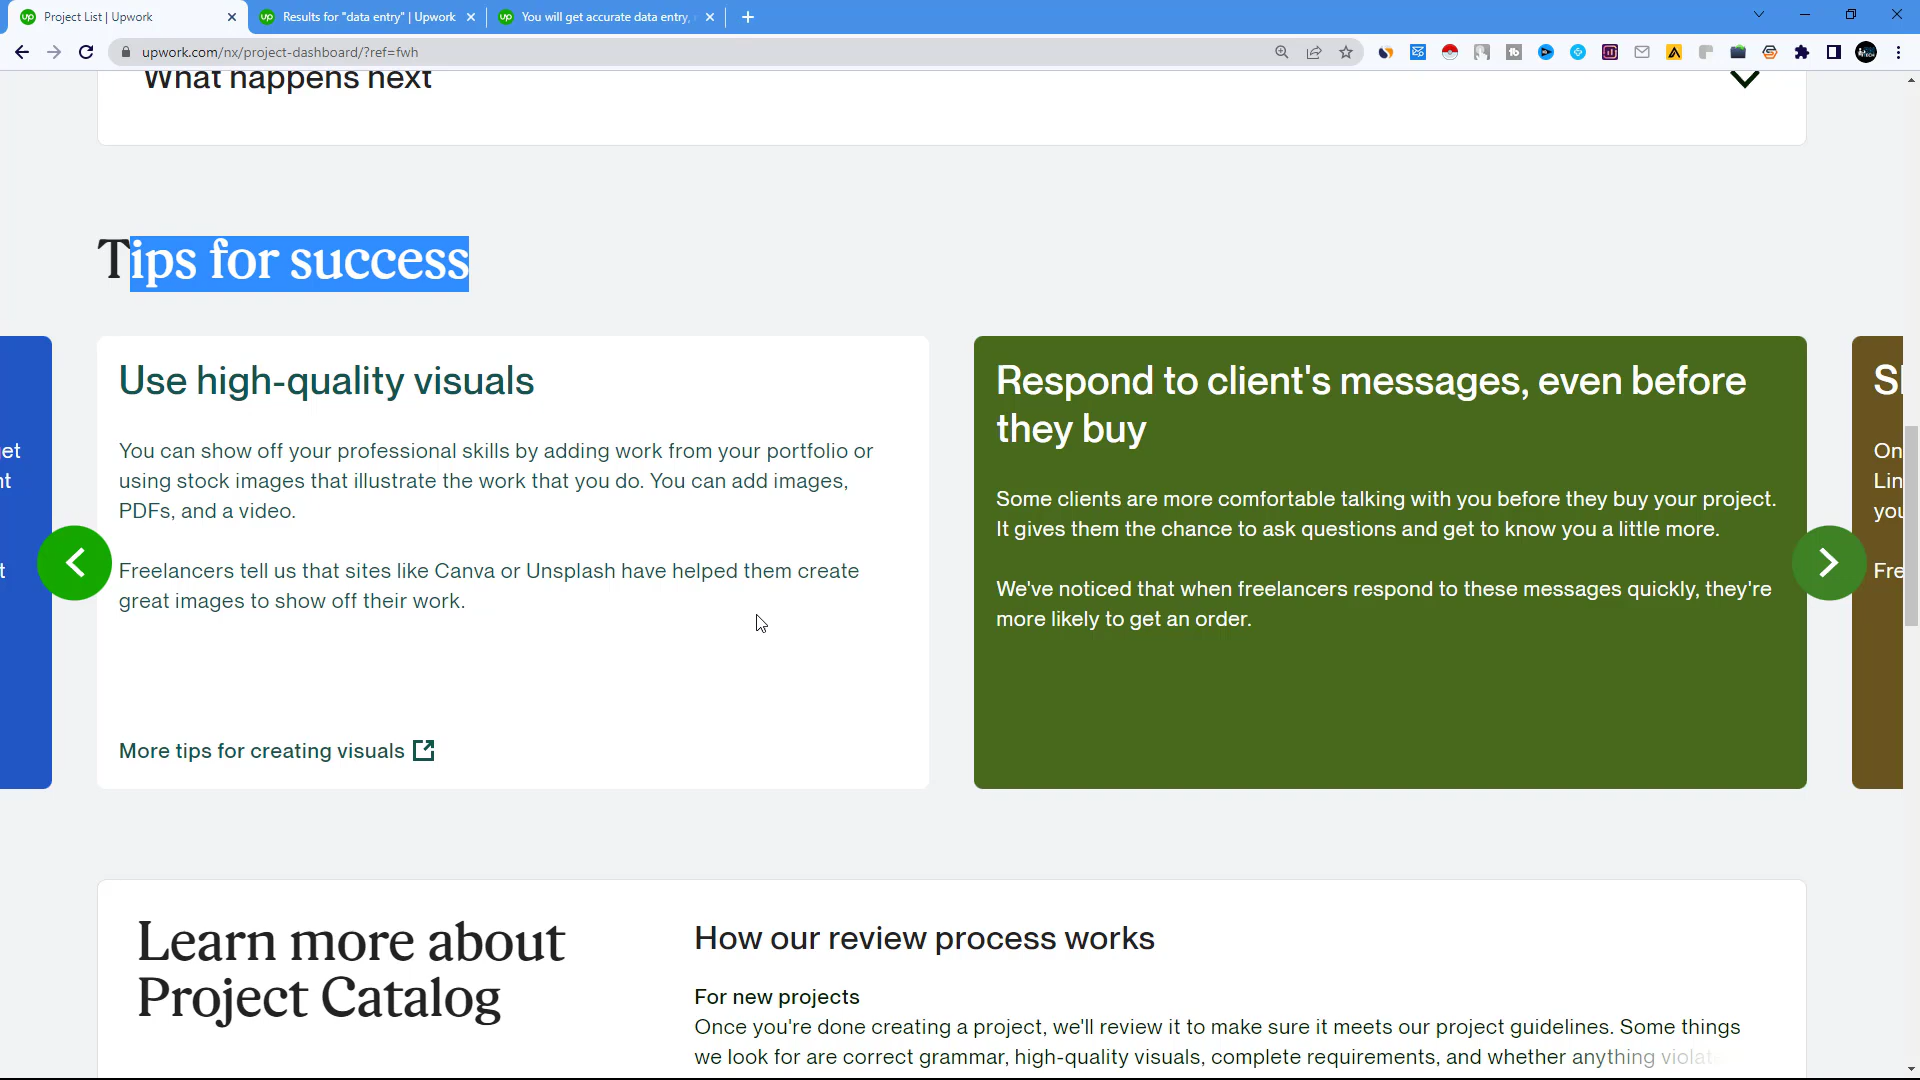 Project List | Upwork
Results for "data entry" | Upwork
You will get accurate data entry,
upwork.com/nx/project-dashboard/?ref=fwh
What happens next
Tips for success
Use high-quality visuals
You can show off your professional skills by adding work from your portfolio or
using stock images that illustrate the work that you do. You can add images,
PDFs, and a video.
Freelancers tell us that sites like Canva or Unsplash have helped them create
great images to show off their work.
More tips for creating visuals
Respond to client's messages, even before
they buy
Some clients are more comfortable talking with you before they buy your project.
It gives them the chance to ask questions and get to know you a little more.
We've noticed that when freelancers respond to these messages quickly, they're
more likely to get an order.
On
Lin
you
Fre
Learn more about
Project Catalog
How our review process works
For new projects
Once you're done creating a project, we'll review it to make sure it meets our project guidelines. Some things
we look for are correct grammar, high-quality visuals, complete requirements, and whether anything violat